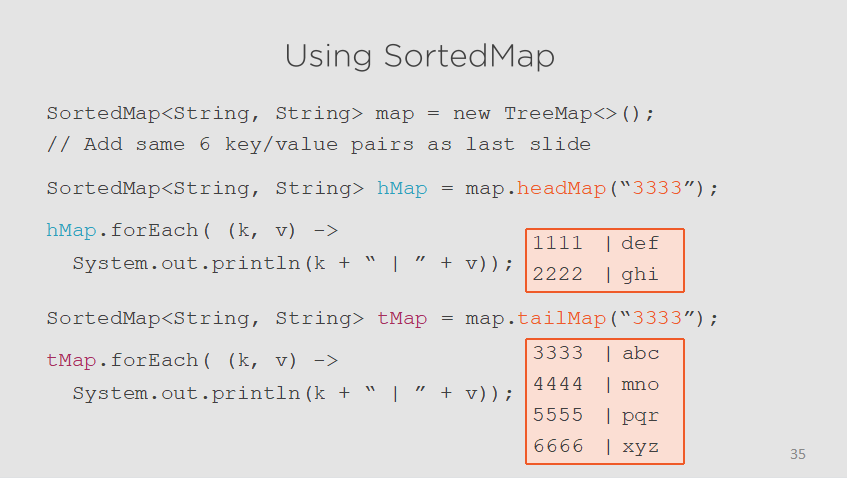 Using SortedMap
SortedMap<String, String> map = new TreeMap<>();
// Add same 6 key/value pairs as last slide
SortedMap<String, String> hMap = map.headMap(“3333”);
hMap.forEach( (k, v) ->
System.out.println(k + “ | ” + v));
1111 | def
2222 | ghi
SortedMap<String, String> tMap = map.tailMap(“3333”);
tMap.forEach( (k, v) ->
System.out.println(k + “ | ” + v));
3333 | abc
4444 | mno
5555 | pqr
6666 | xyz
35